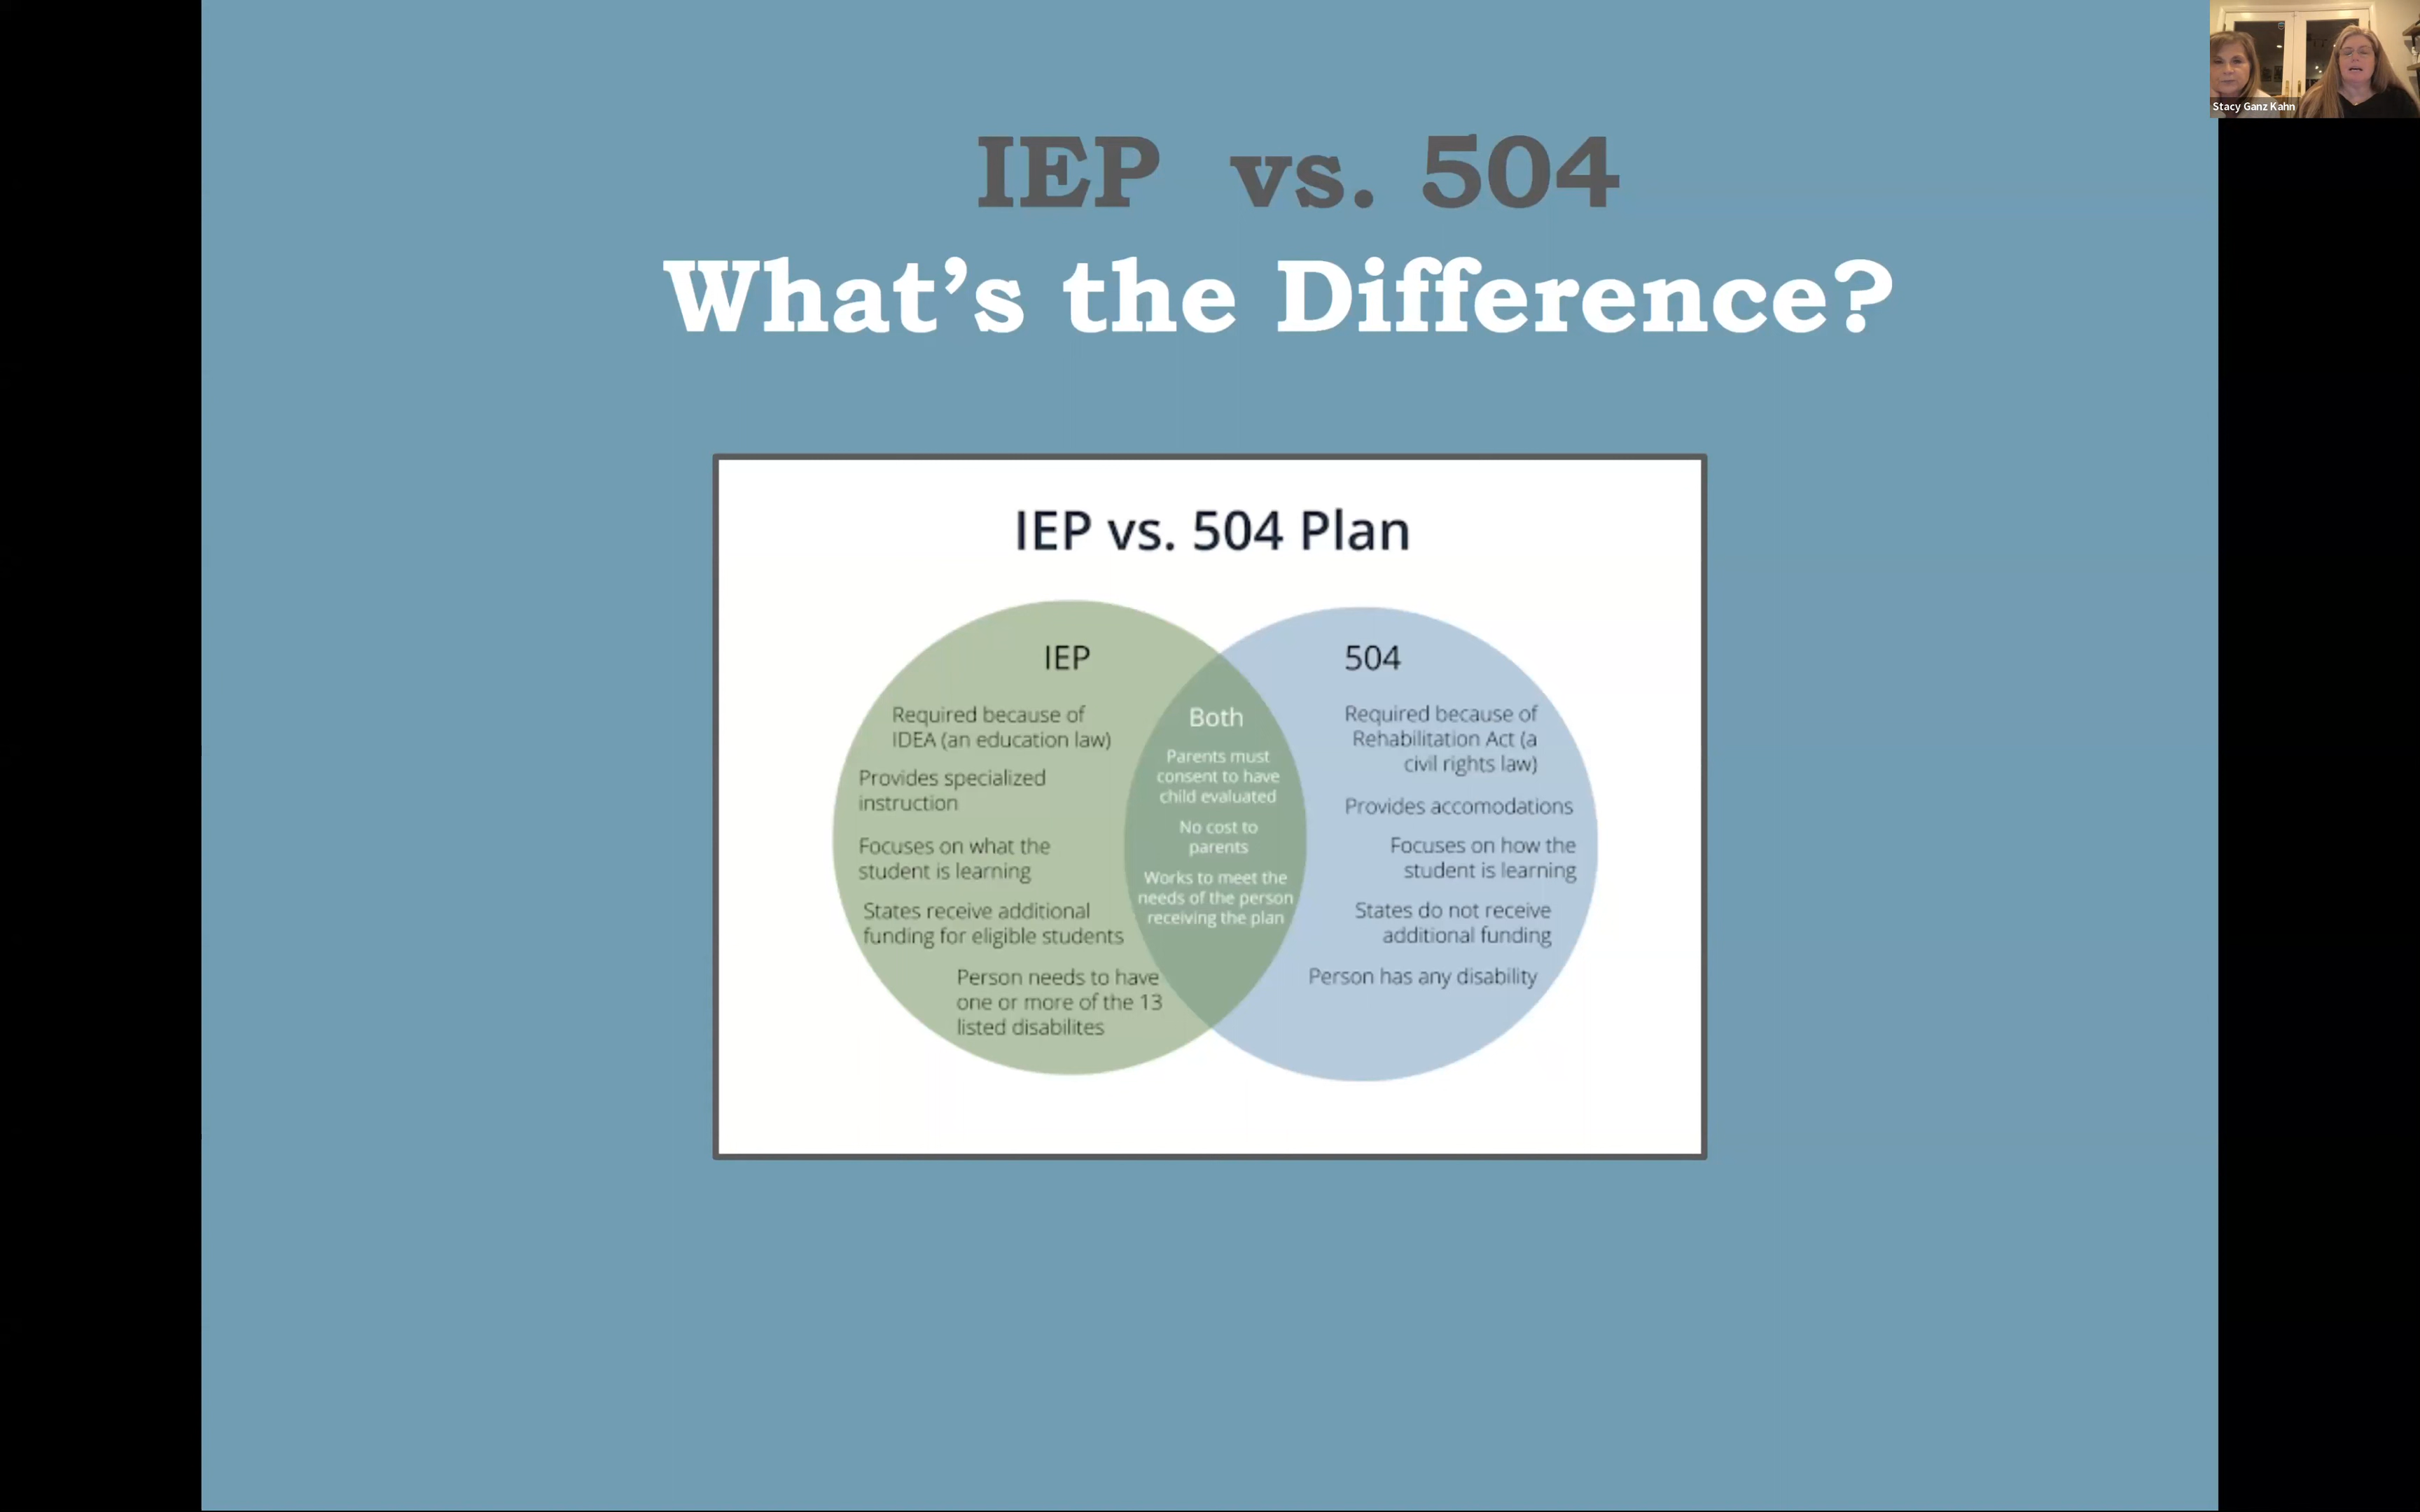 Stacy Ganz Kahn
IEP vs. 504
What's the Difference?
IEP vs. 504 Plan
IEP
Required because of
IDEA (an education law)
Provides specialized
instruction
Focuses on what the
student is learning
States receive additional
funding for eligible students
Person needs to have
one or more of the 13
listed disabilites
Both
Parents must
consent to have
child evaluated
No cost to
parents
Works to meet the
needs of the person
receiving the plan
504
Required because of
Rehabilitation Act (a
civil rights law)
Provides accomodations
Focuses on how the
student is learning
States do not receive
additional funding
Person has any disability